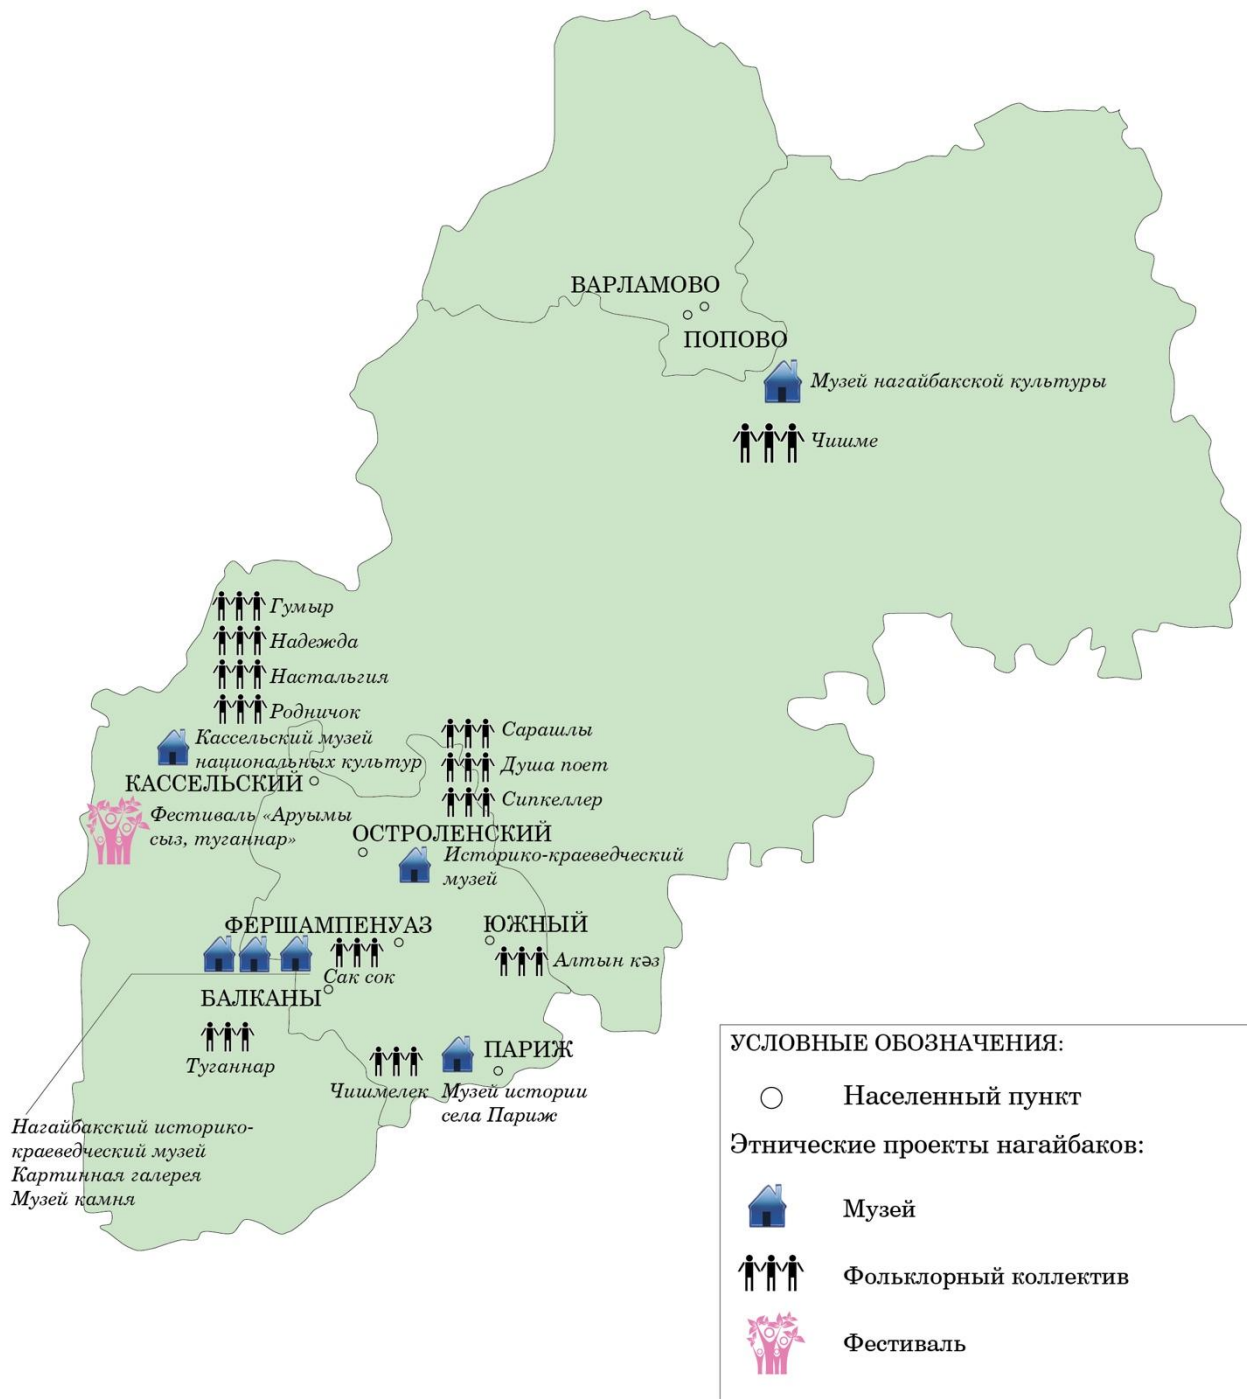 ВАРЛАМОВО
ПОПОВО
Музей нагайбакской культуры
Чишме
Гумыр
Надежда
Настальгия
Родничок
Кассельский музей
национальных культур
КАССЕЛЬСКИЙ
Фестиваль «Аруымы
сыз, туганнар»
Сарашлы
Душа поет
Сипкеллер
ОСТРОЛЕНСКИЙ
Историко-краеведческий
музей
ФЕРШАМПЕНУАЗ
Сак сок
ЮЖНЫЙ
Алтын кәз
БАЛКАНЫ
Туганнар
Чишмелек
ПАРИЖ
Музей истории
села Париж
Нагайбакский историко-
краеведческий музей
Картинная галерея
Музей камня
УСЛОВНЫЕ ОБОЗНАЧЕНИЯ:
Населенный пункт
Этнические проекты нагайбаков:
Музей
Фольклорный коллектив
Фестиваль